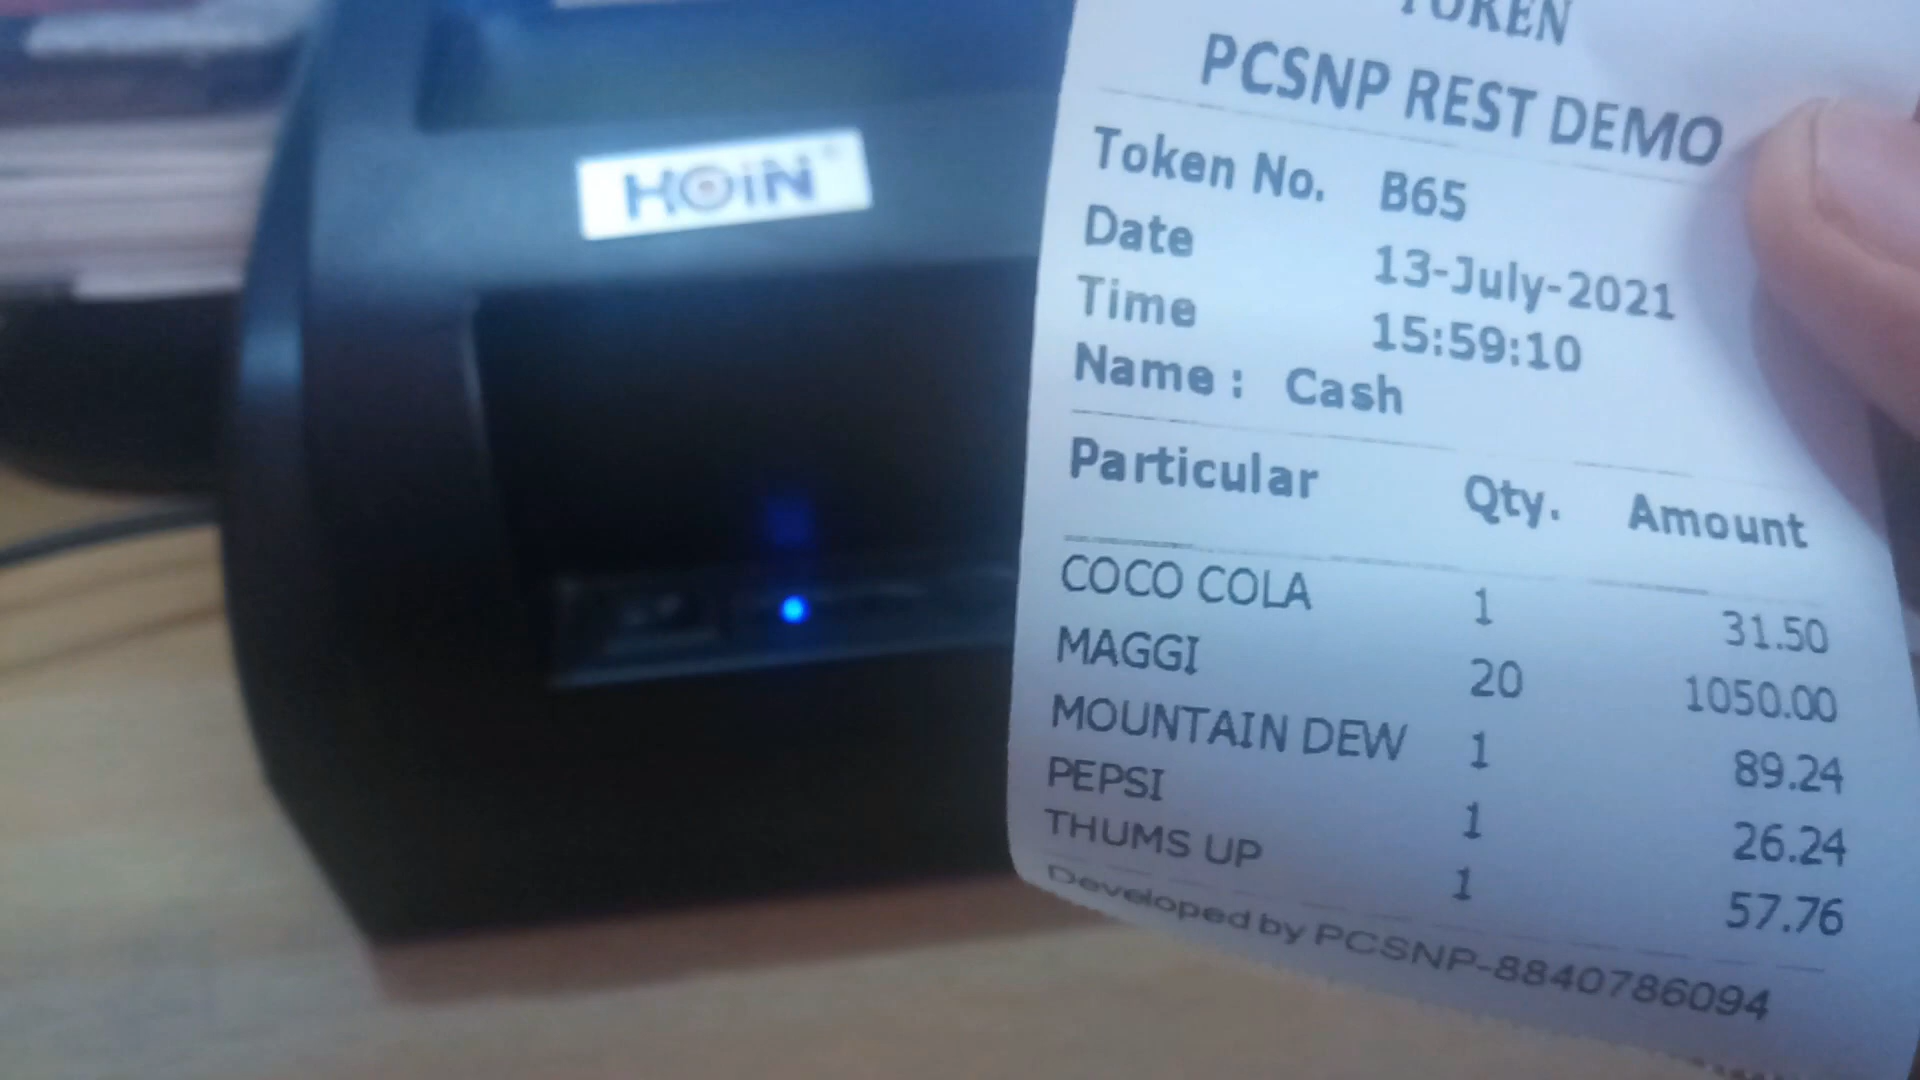 HOiN
TOKEN
PCSNP REST DEMO
Token No. B65
Date 13-July-2021
Time 15:59:10
Name : Cash
Particular Qty. Amount
COCO COLA 1 31.50
MAGGI 20 1050.00
MOUNTAIN DEW 1 89.24
PEPSI 1 26.24
THUMS UP 1 57.76
Developed by PCSNP-8840786094